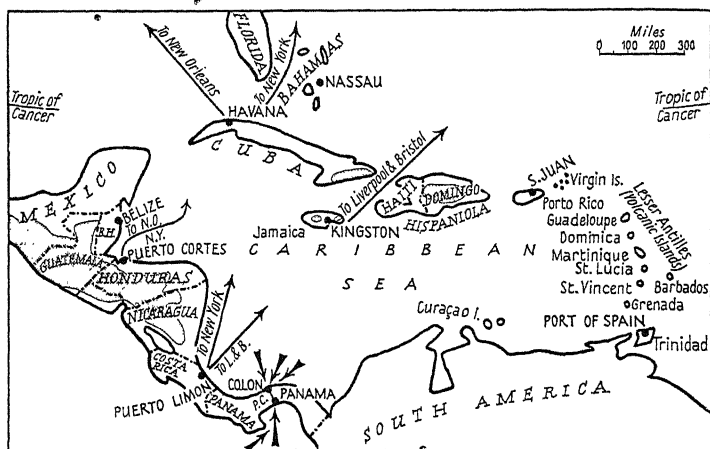 FLORIDA
To New Orleans
To New York
BAHAMAS
NASSAU
Miles
0 100 300
Tropic of
Cancer
Tropic of
Cancer
HAVANA
CUBA
MEXICO
To Liverpool & Bristol
S. JUAN
Virgin Is.
Porto Rico
HAITI
DOMINGO
HISPANIOLA
Jamaica
KINGSTON
BELIZE
B.H.
To N.O.
N.Y.
PUERTO CORTES
GUATEMALA
HONDURAS
NICARAGUA
CARIBBEAN
SEA
Lesser Antilles
(Volcanic Islands)
Guadeloupe
Dominica
Martinique
St. Lucia
St. Vincent
Barbados
Grenada
Curaçao I.
PORT OF SPAIN
Trinidad
To New York
To L. & B.
COSTA
RICA
PUERTO LIMON
COLON
P.C.
PANAMA
PANAMA
SOUTH AMERICA